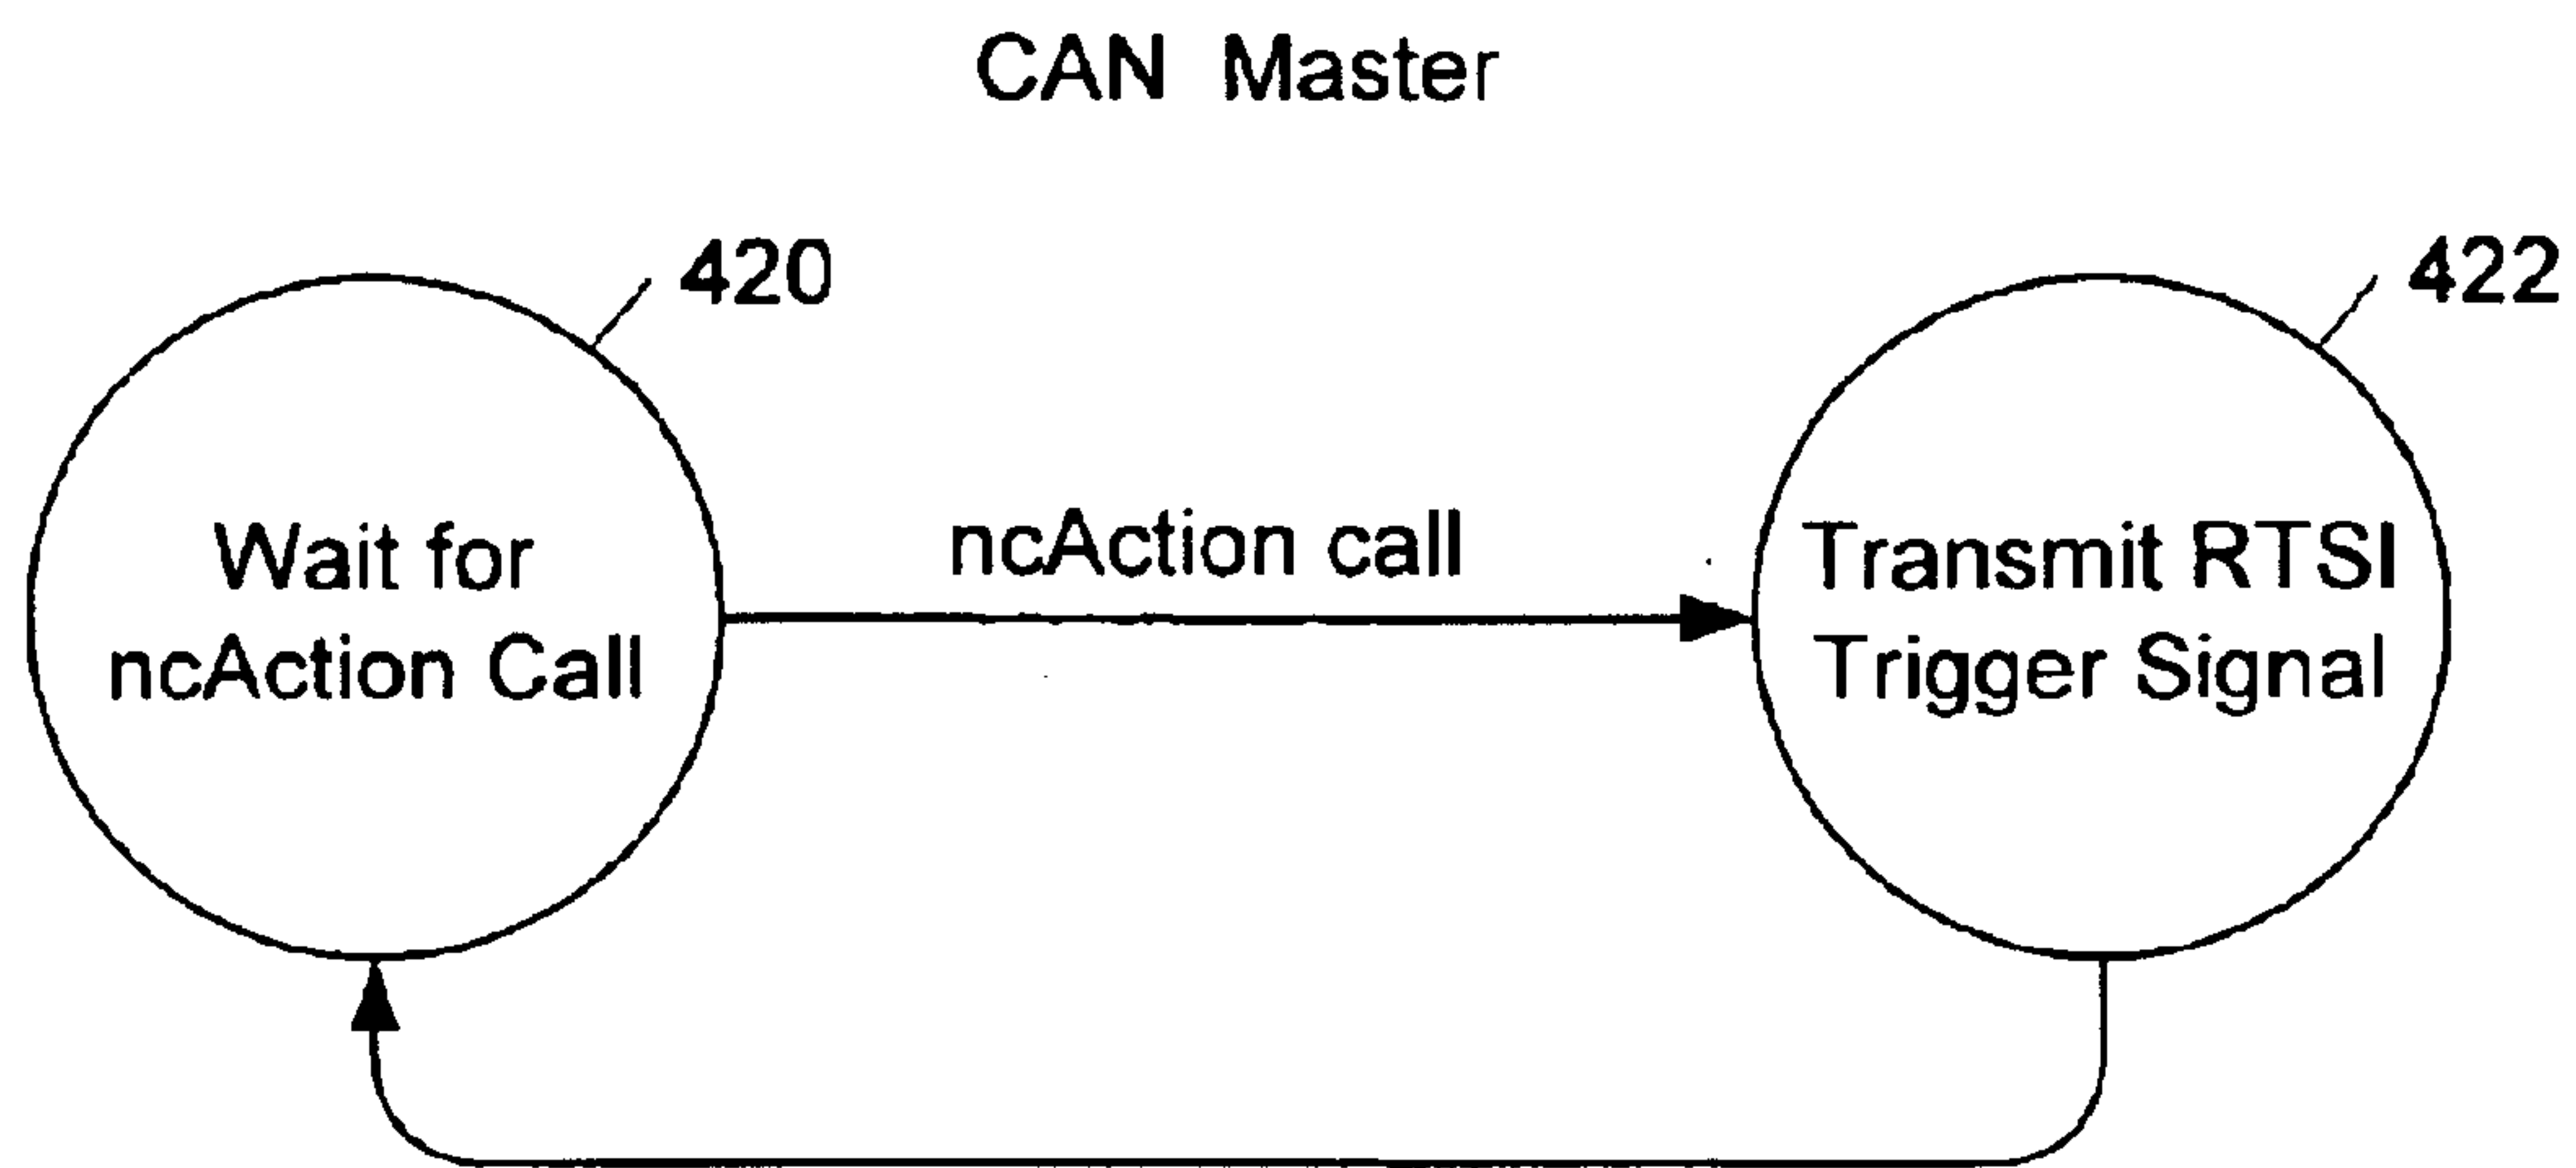 CAN Master
420
422
Wait for
ncAction Call
ncAction call
Transmit RTSI
Trigger Signal